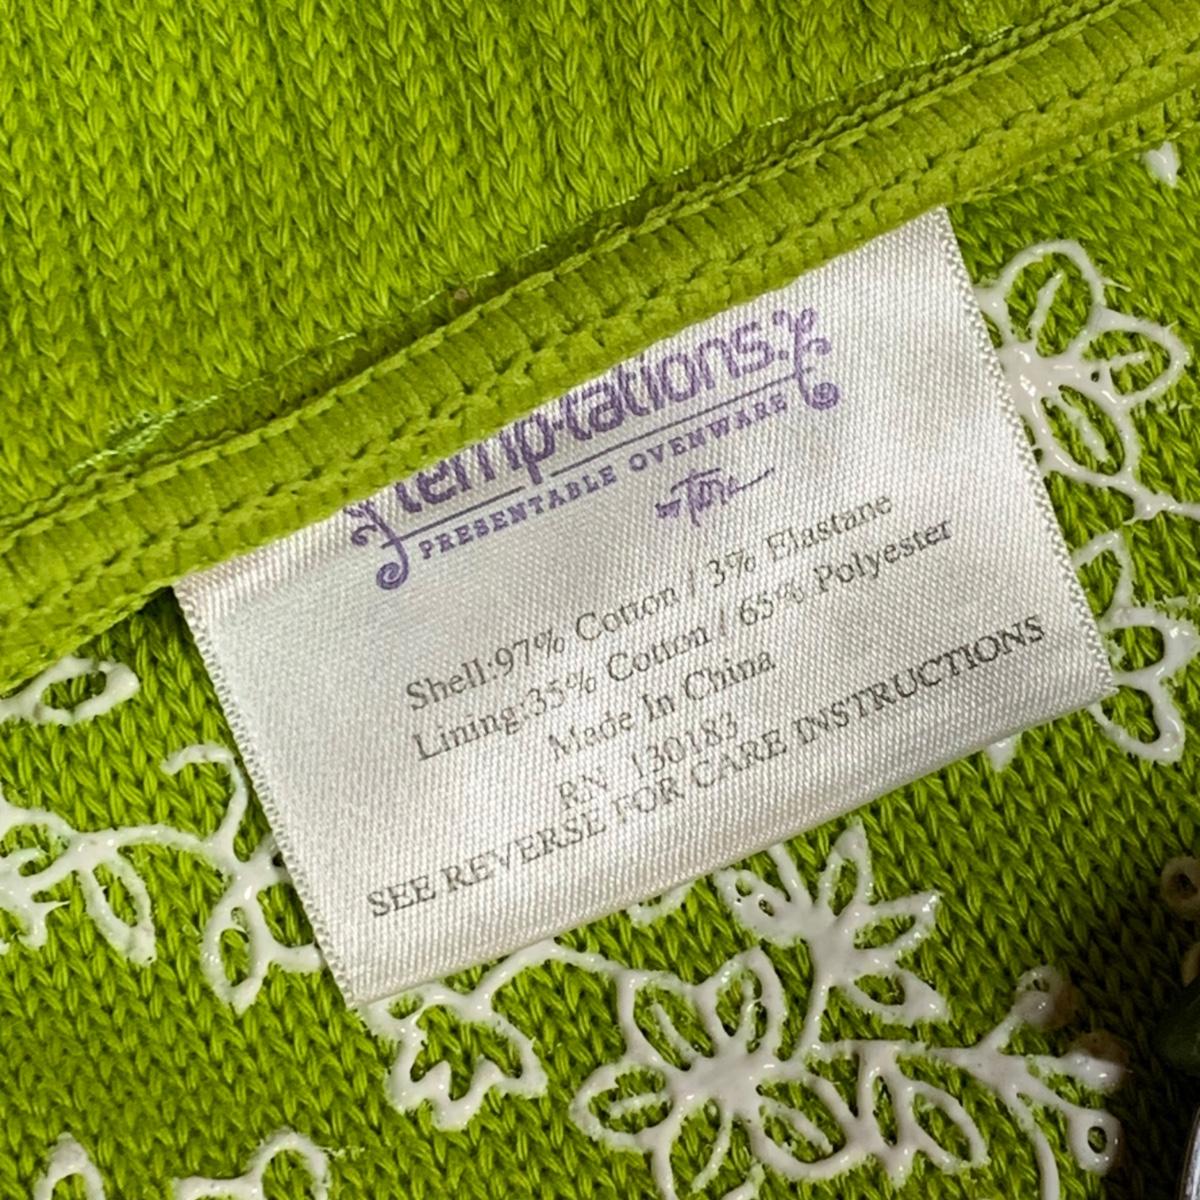 temp-tations.
PRESENTABLE OVENWARE
by Tara
Shell:97% Cotton / 3% Elastane
Lining:35% Cotton / 65% Polyester
Made In China
RN 130183
SEE REVERSE FOR CARE INSTRUCTIONS